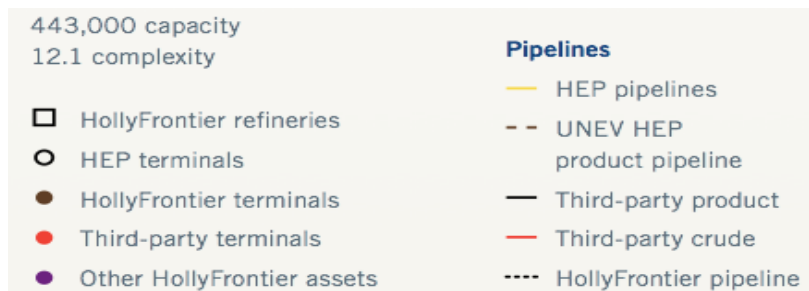 443,000 capacity
12.1 complexity
HollyFrontier refineries
HEP terminals
HollyFrontier terminals
Third-party terminals
Other HollyFrontier assets
Pipelines
HEP pipelines
UNEV HEP
product pipeline
Third-party product
Third-party crude
HollyFrontier pipeline